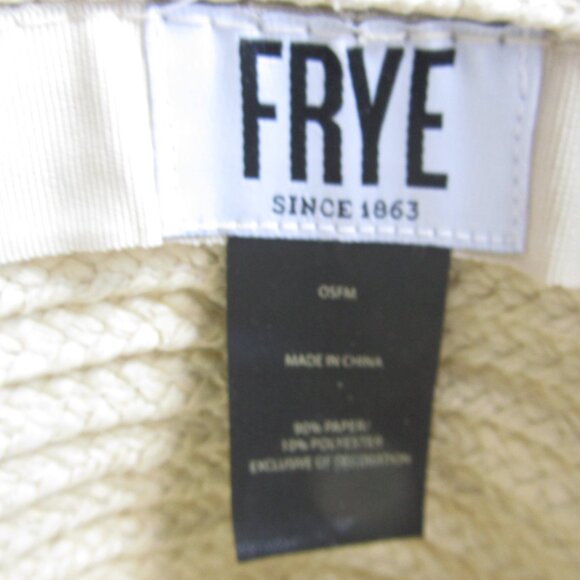 FRYE
SINCE 1863
OSFM
MADE IN CHINA
90% PAPER/
10% POLYESTER
EXCLUSIVE OF DECORATION